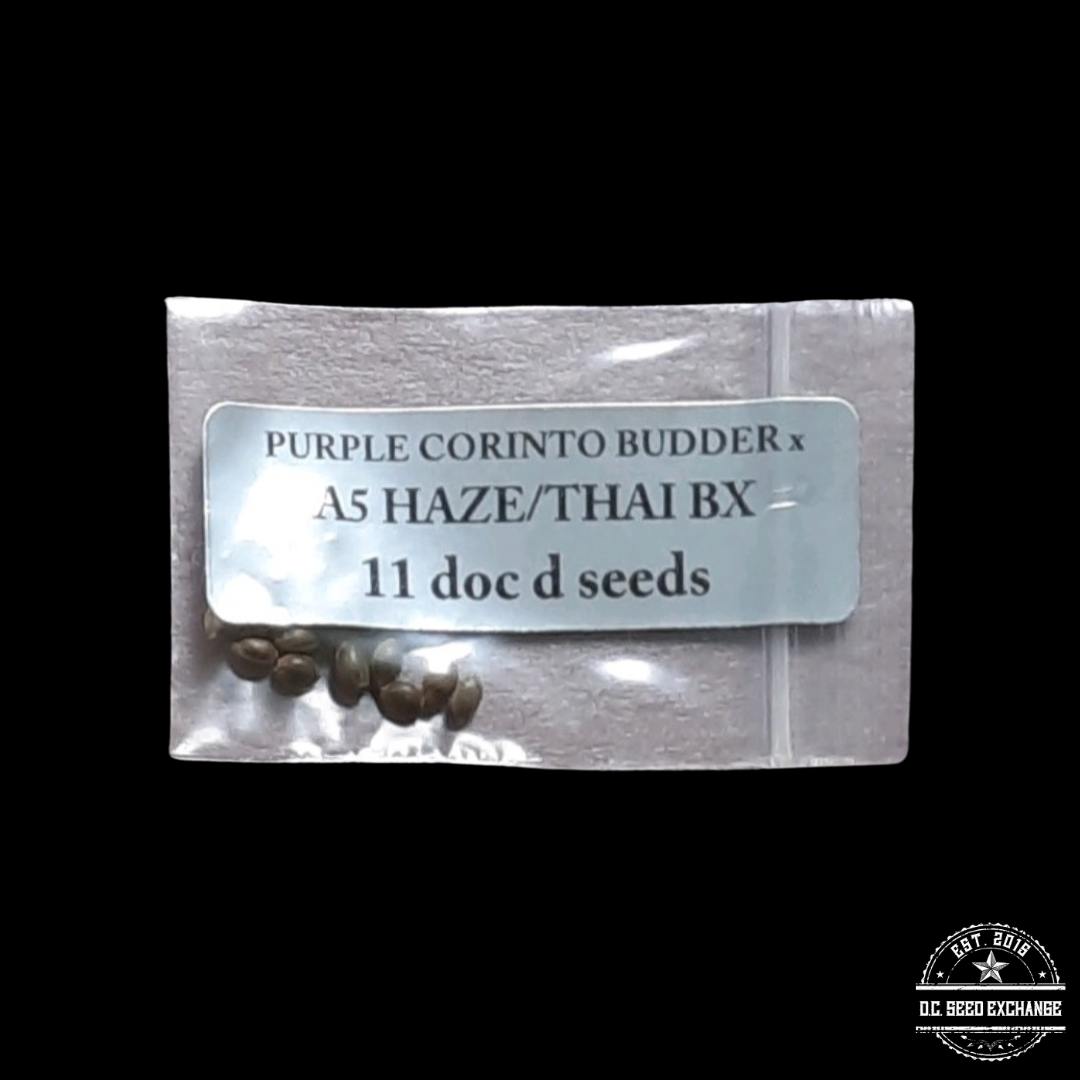 PURPLE CORINTO BUDDER x
A5 HAZE/THAI BX
11 doc d seeds
EST. 2018
D.C. SEED EXCHANGE